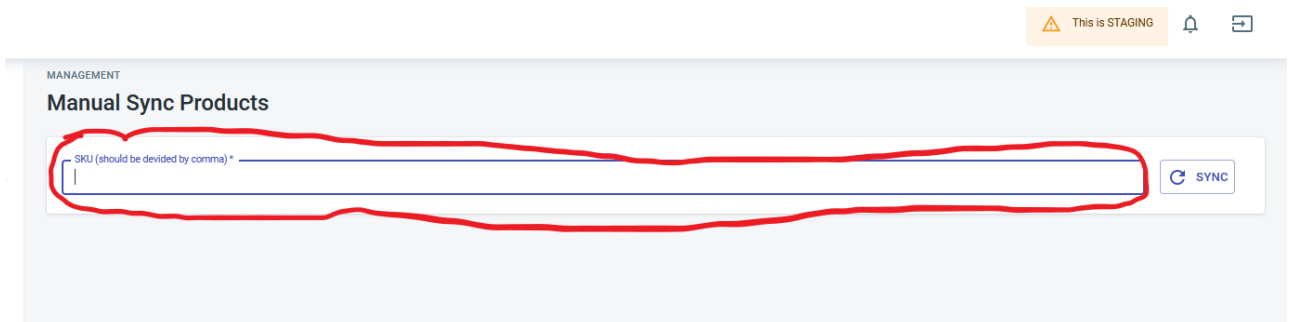 This is STAGING
MANAGEMENT
Manual Sync Products
SKU (should be devided by comma) *
SYNC